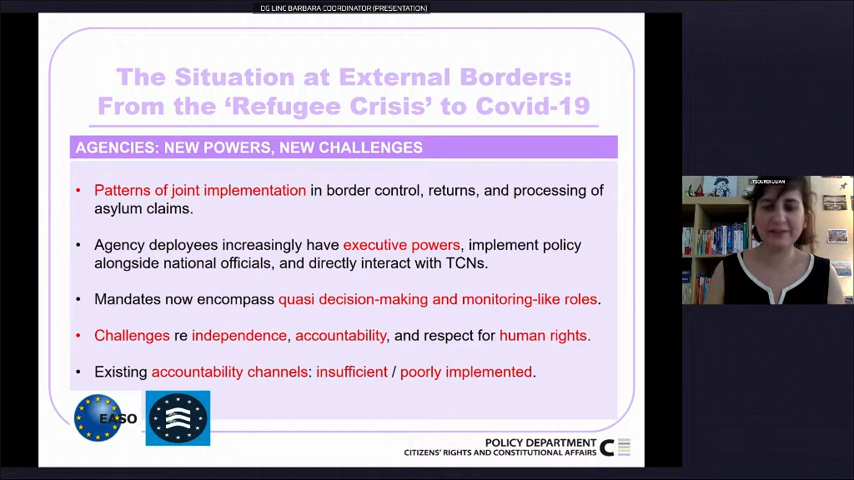 DG LINC BARBARA COORDINATOR (PRESENTATION)
The Situation at External Borders:
From the ‘Refugee Crisis’ to Covid-19
AGENCIES: NEW POWERS, NEW CHALLENGES
• Patterns of joint implementation in border control, returns, and processing of
asylum claims.
• Agency deployees increasingly have executive powers, implement policy
alongside national officials, and directly interact with TCNs.
• Mandates now encompass quasi decision-making and monitoring-like roles.
• Challenges re independence, accountability, and respect for human rights.
• Existing accountability channels: insufficient / poorly implemented.
EASO
POLICY DEPARTMENT
CITIZENS' RIGHTS AND CONSTITUTIONAL AFFAIRS